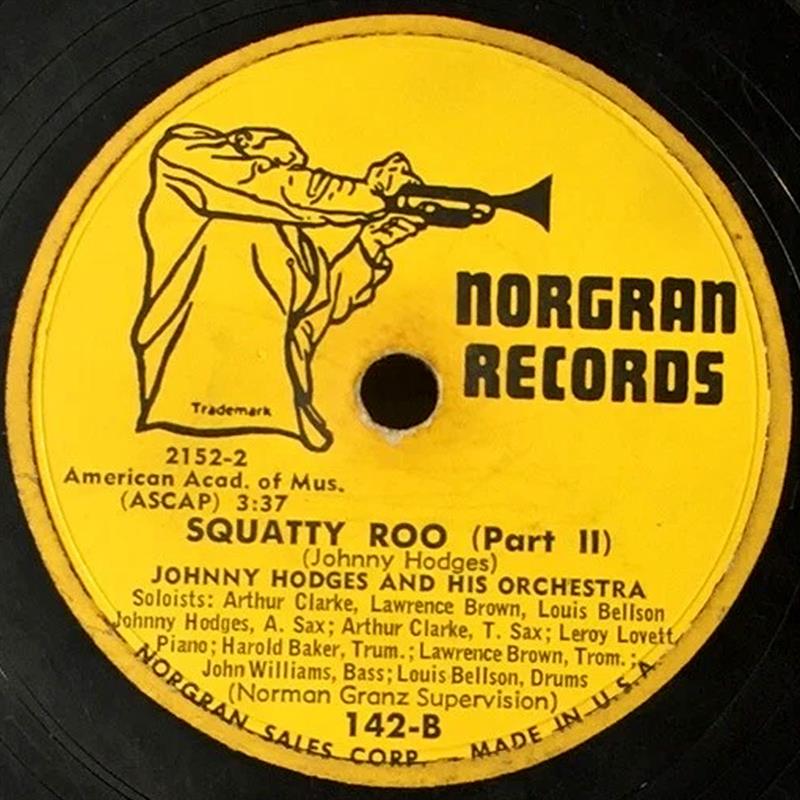 NORGRAN
RECORDS
Trademark
2152-2
American Acad. of Mus.
(ASCAP) 3:37
SQUATTY ROO (Part II)
(Johnny Hodges)
JOHNNY HODGES AND HIS ORCHESTRA
Soloists: Arthur Clarke, Lawrence Brown, Louis Bellson
Johnny Hodges, A. Sax; Arthur Clarke, T. Sax; Leroy Lovett,
Piano; Harold Baker, Trum.; Lawrence Brown, Trom.;
John Williams, Bass; Louis Bellson, Drums
(Norman Granz Supervision)
142-B
NORGRAN SALES CORP. - MADE IN U.S.A.